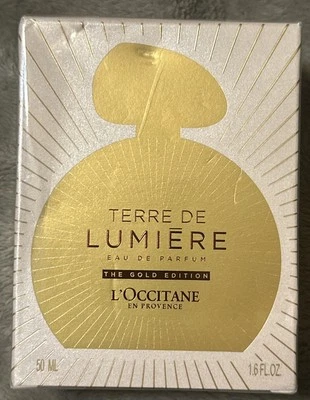 TERRE DE
LUMIÈRE
EAU DE PARFUM
THE GOLD EDITION
L'OCCITANE
EN PROVENCE
50 ML
1.6 FL.OZ.